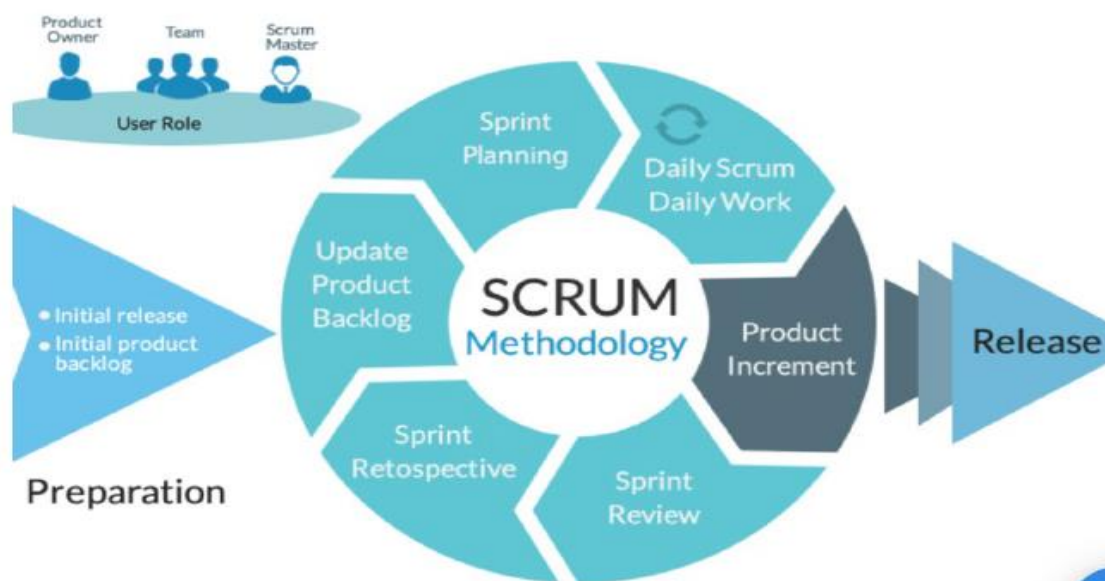 Product
Owner
Team
Scrum
Master
User Role
Sprint
Planning
Daily Scrum
Daily Work
Update
Product
Backlog
SCRUM
Methodology
Product
Increment
Release
• Initial release
• Initial product
backlog
Sprint
Retospective
Sprint
Review
Preparation